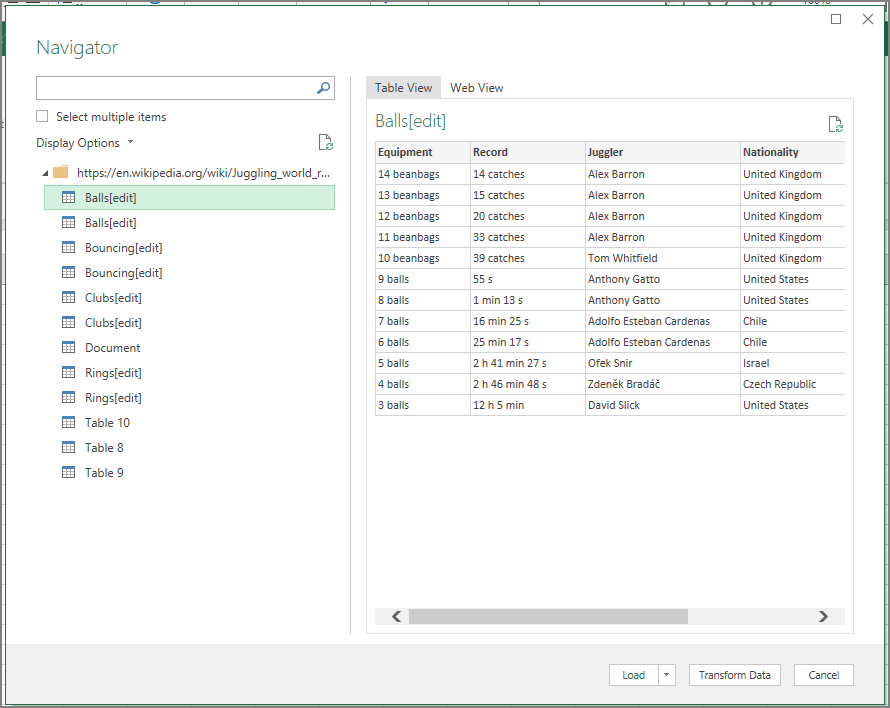 Navigator
Select multiple items
Display Options
https://en.wikipedia.org/wiki/Juggling_world_r...
Balls[edit]
Balls[edit]
Bouncing[edit]
Bouncing[edit]
Clubs[edit]
Clubs[edit]
Document
Rings[edit]
Rings[edit]
Table 10
Table 8
Table 9
Table View Web View
Balls[edit]
Equipment Record Juggler Nationality
14 beanbags 14 catches Alex Barron United Kingdom
13 beanbags 15 catches Alex Barron United Kingdom
12 beanbags 20 catches Alex Barron United Kingdom
11 beanbags 33 catches Alex Barron United Kingdom
10 beanbags 39 catches Tom Whitfield United Kingdom
9 balls 55 s Anthony Gatto United States
8 balls 1 min 13 s Anthony Gatto United States
7 balls 16 min 25 s Adolfo Esteban Cardenas Chile
6 balls 25 min 17 s Adolfo Esteban Cardenas Chile
5 balls 2 h 41 min 27 s Ofek Snir Israel
4 balls 2 h 46 min 48 s Zdeněk Bradáč Czech Republic
3 balls 12 h 5 min David Slick United States
Load Transform Data Cancel